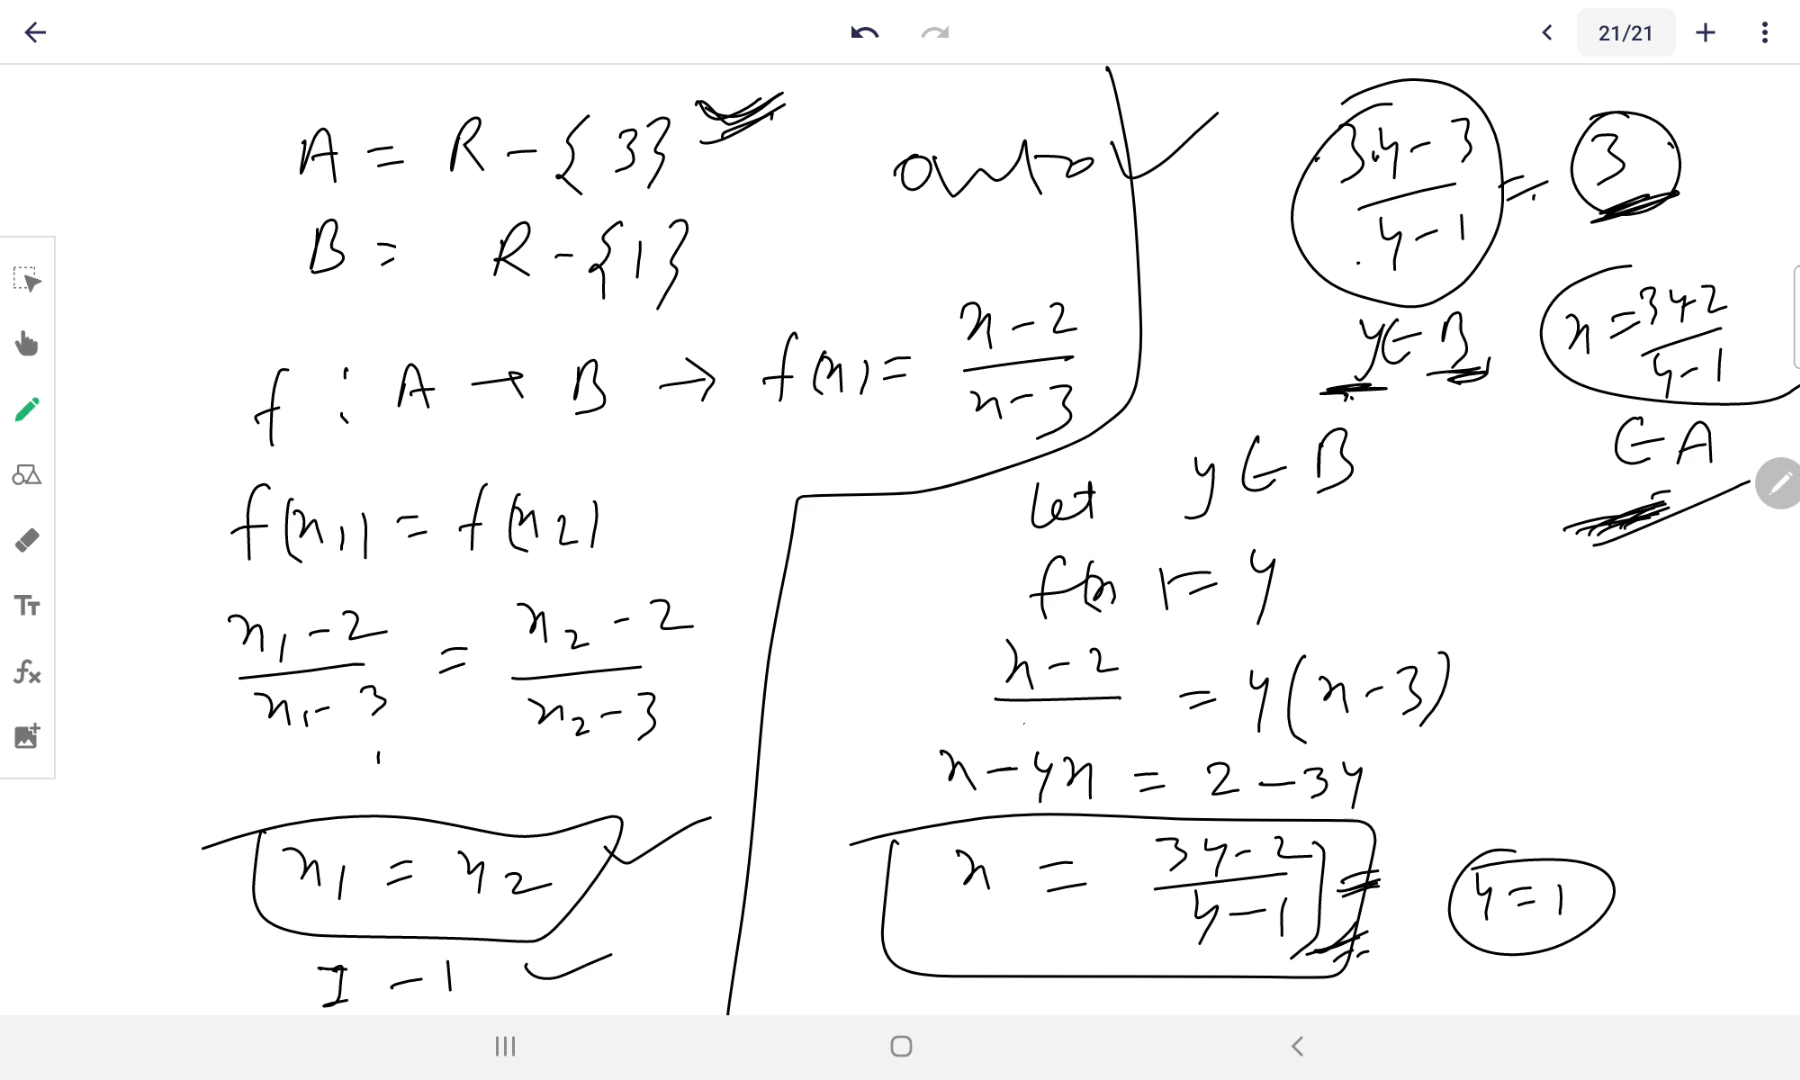 21/21
A = R - {3}
B = R - {1}
f : A → B → f(x) = x-2 / x-3
f(x1) = f(x2)
x1-2 / x1-3 = x2-2 / x2-3
x1 = x2
I - 1
onto
3y-3 / y-1 = 3
y ∈ B
x = 3y-2 / y-1
∈ A
let y ∈ B
f(x) = y
x-2 = y(x-3)
x - yx = 2 - 3y
x = 3y-2 / y-1
y = 1